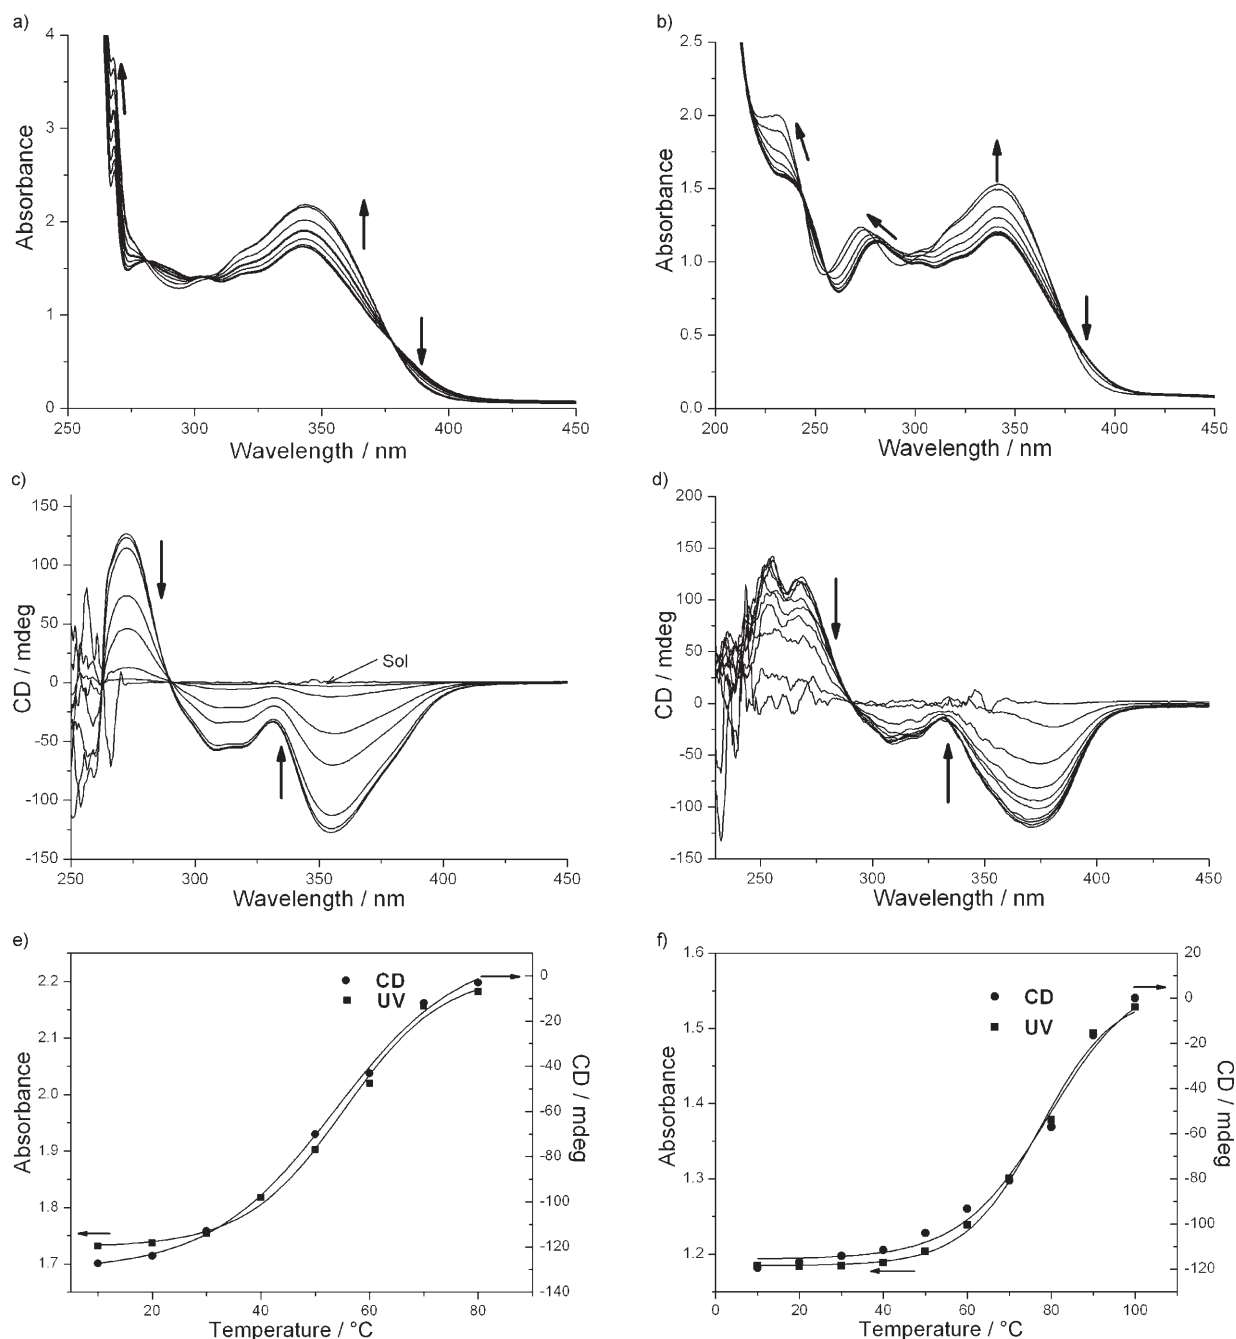 a)
4
3
2
1
0
Absorbance
250 300 350 400 450
Wavelength / nm
b)
2.5
2.0
1.5
1.0
0.5
0.0
Absorbance
200 250 300 350 400 450
Wavelength / nm
c)
150
100
50
0
-50
-100
-150
CD / mdeg
Sol
250 300 350 400 450
Wavelength / nm
d)
200
150
100
50
0
-50
-100
-150
CD / mdeg
250 300 350 400 450
Wavelength / nm
e)
2.2
2.1
2.0
1.9
1.8
1.7
Absorbance
CD
UV
0
-20
-40
-60
-80
-100
-120
-140
CD / mdeg
20 40 60 80
Temperature / °C
f)
1.6
1.5
1.4
1.3
1.2
Absorbance
CD
UV
20
0
-20
-40
-60
-80
-100
-120
CD / mdeg
0 20 40 60 80 100
Temperature / °C